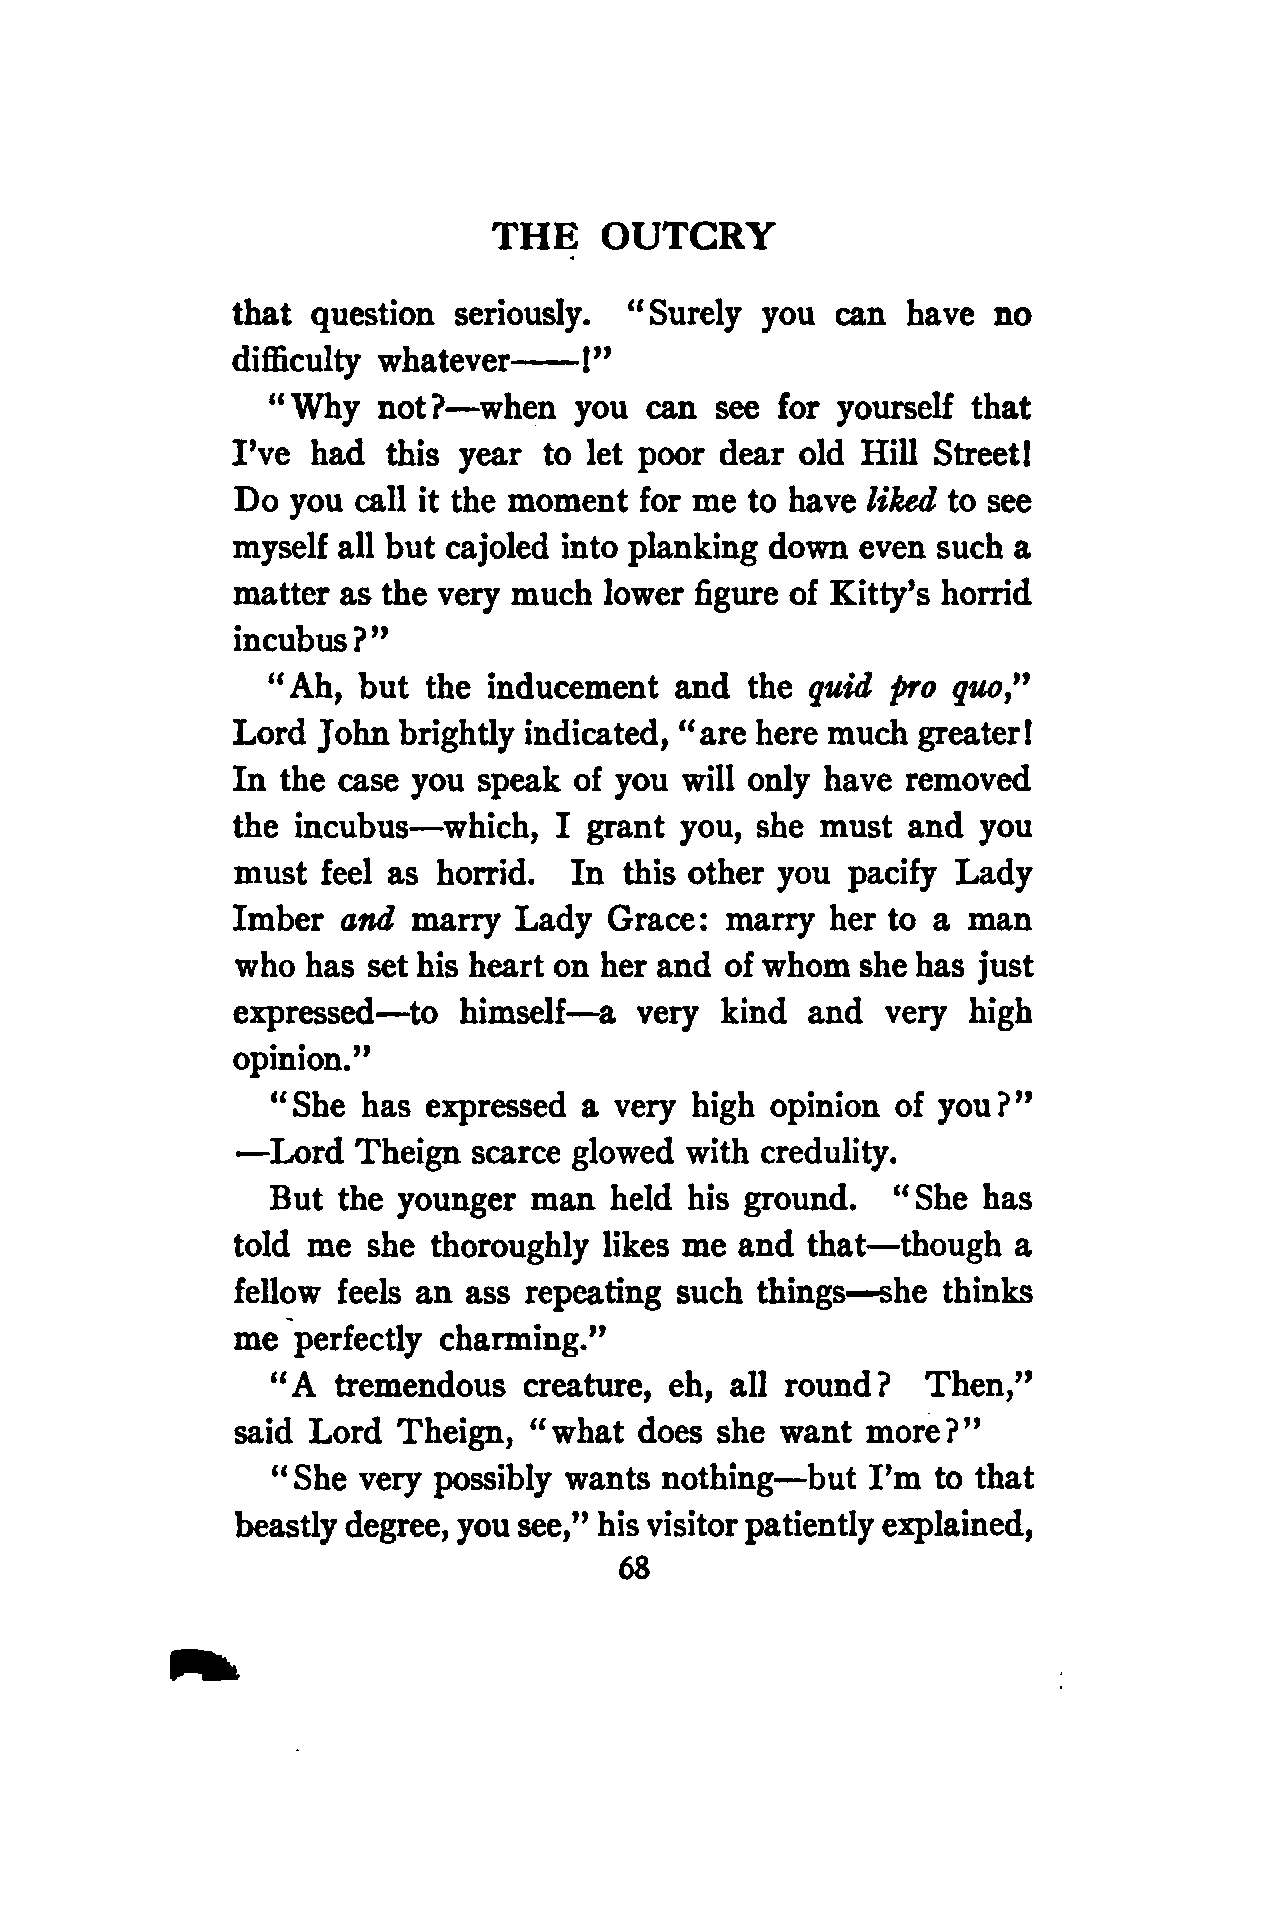 THE OUTCRY
that question seriously. "Surely you can have no
difficulty whatever——!"
"Why not?—when you can see for yourself that
I've had this year to let poor dear old Hill Street!
Do you call it the moment for me to have liked to see
myself all but cajoled into planking down even such a
matter as the very much lower figure of Kitty's horrid
incubus?"
"Ah, but the inducement and the quid pro quo,"
Lord John brightly indicated, "are here much greater!
In the case you speak of you will only have removed
the incubus—which, I grant you, she must and you
must feel as horrid. In this other you pacify Lady
Imber and marry Lady Grace: marry her to a man
who has set his heart on her and of whom she has just
expressed—to himself—a very kind and very high
opinion."
"She has expressed a very high opinion of you?"
—Lord Theign scarce glowed with credulity.
But the younger man held his ground. "She has
told me she thoroughly likes me and that—though a
fellow feels an ass repeating such things—she thinks
me perfectly charming."
"A tremendous creature, eh, all round? Then,"
said Lord Theign, "what does she want more?"
"She very possibly wants nothing—but I'm to that
beastly degree, you see," his visitor patiently explained,
68